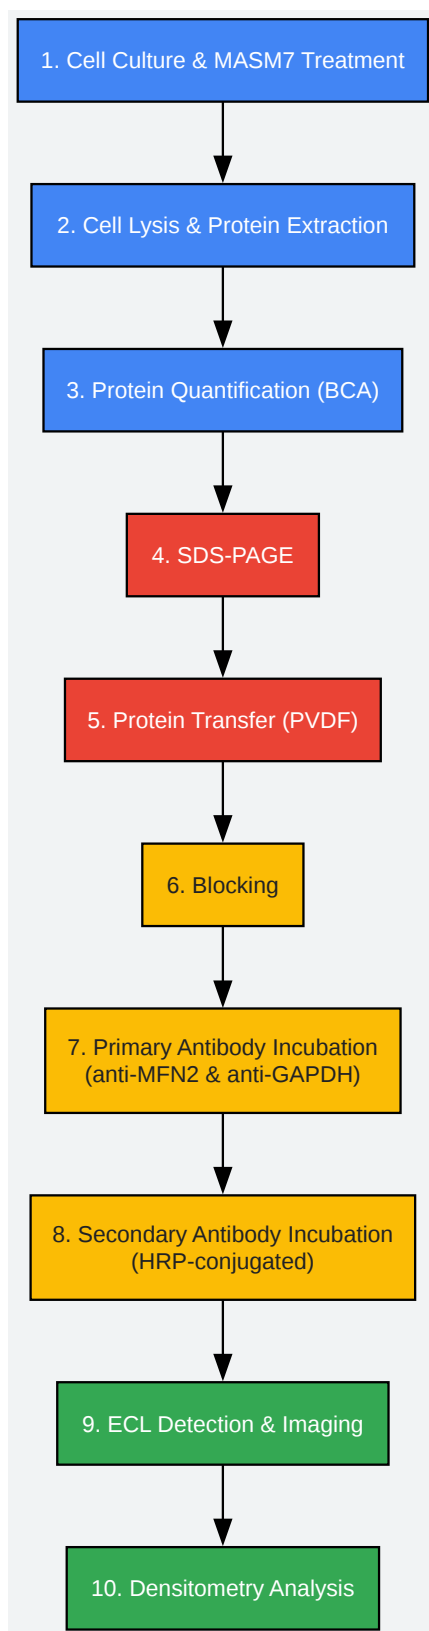 1. Cell Culture & MASM7 Treatment
2. Cell Lysis & Protein Extraction
3. Protein Quantification (BCA)
4. SDS-PAGE
5. Protein Transfer (PVDF)
6. Blocking
7. Primary Antibody Incubation
(anti-MFN2 & anti-GAPDH)
8. Secondary Antibody Incubation
(HRP-conjugated)
9. ECL Detection & Imaging
10. Densitometry Analysis